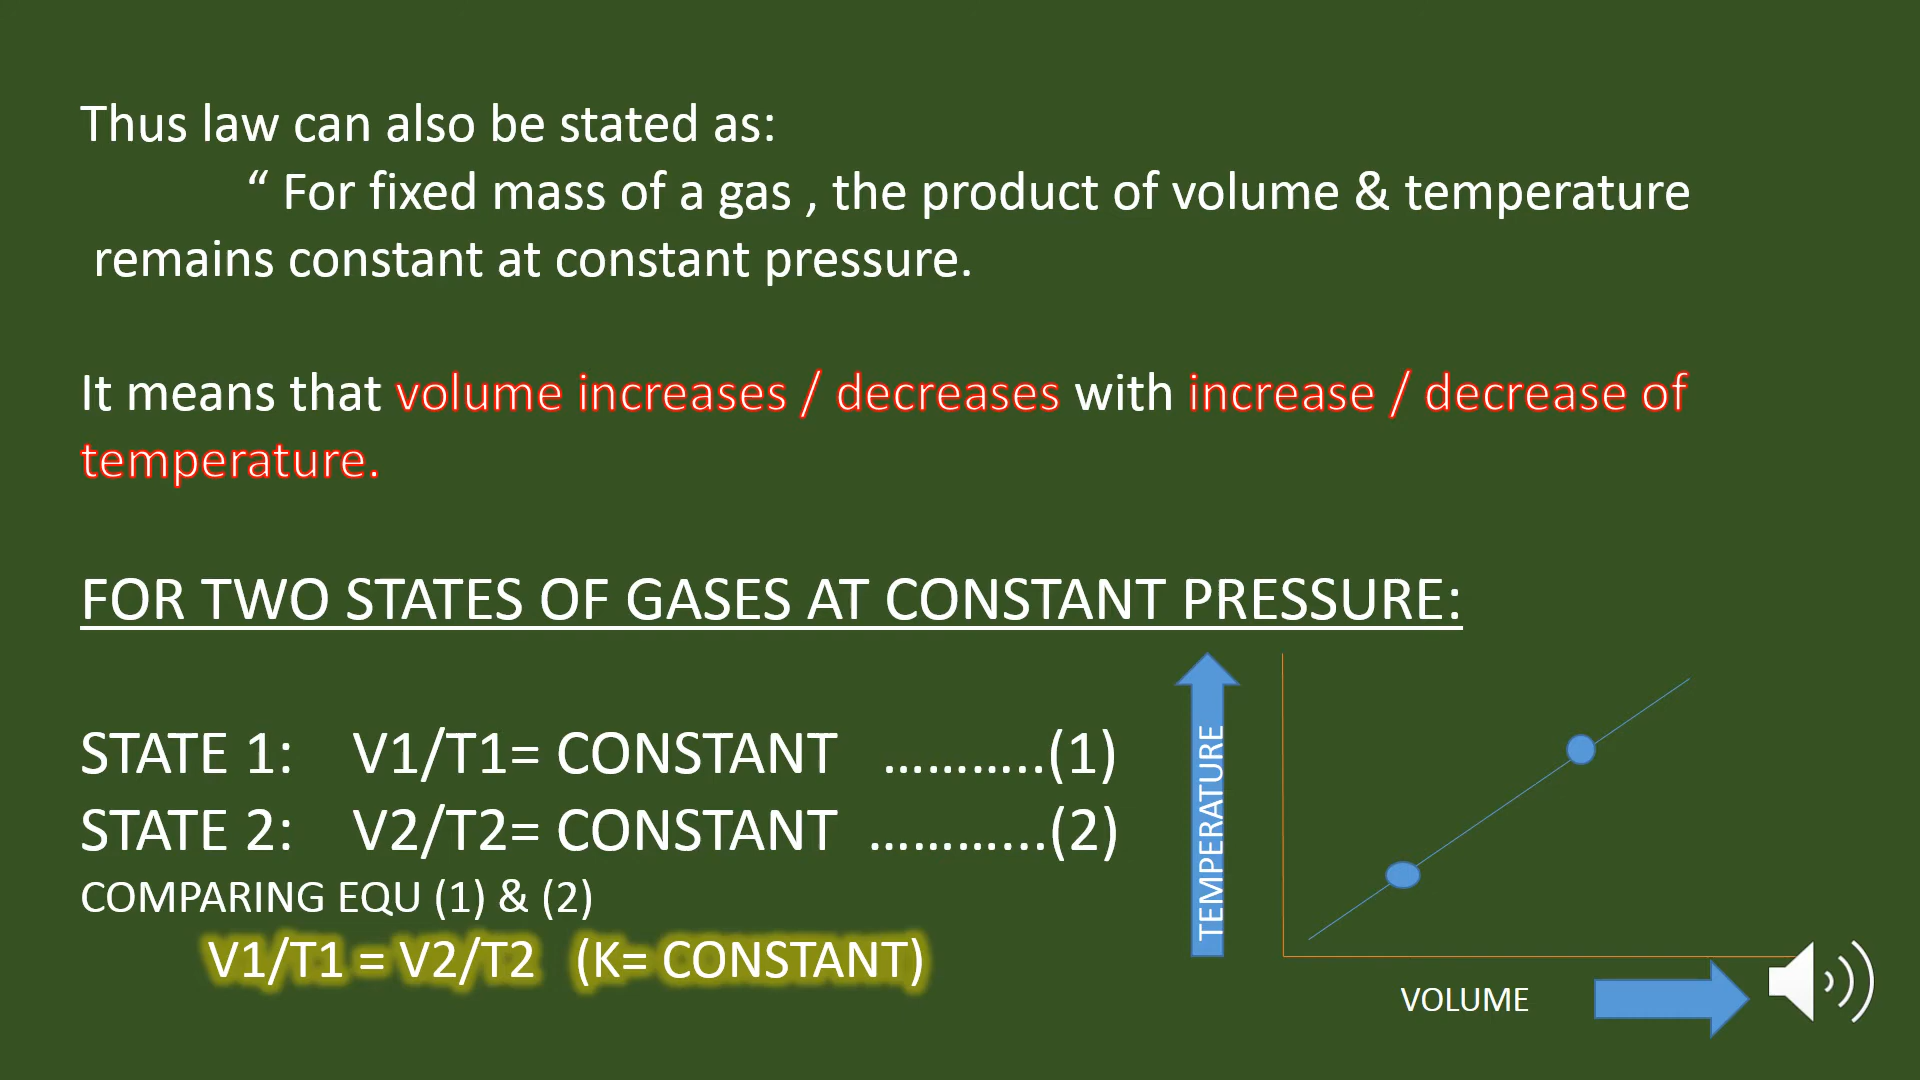 Thus law can also be stated as:
“ For fixed mass of a gas , the product of volume & temperature
remains constant at constant pressure.
It means that volume increases / decreases with increase / decrease of
temperature.
FOR TWO STATES OF GASES AT CONSTANT PRESSURE:
STATE 1: V1/T1= CONSTANT ………..(1)
STATE 2: V2/T2= CONSTANT …………..(2)
COMPARING EQU (1) & (2)
V1/T1 = V2/T2 (K= CONSTANT)
TEMPERATURE
VOLUME